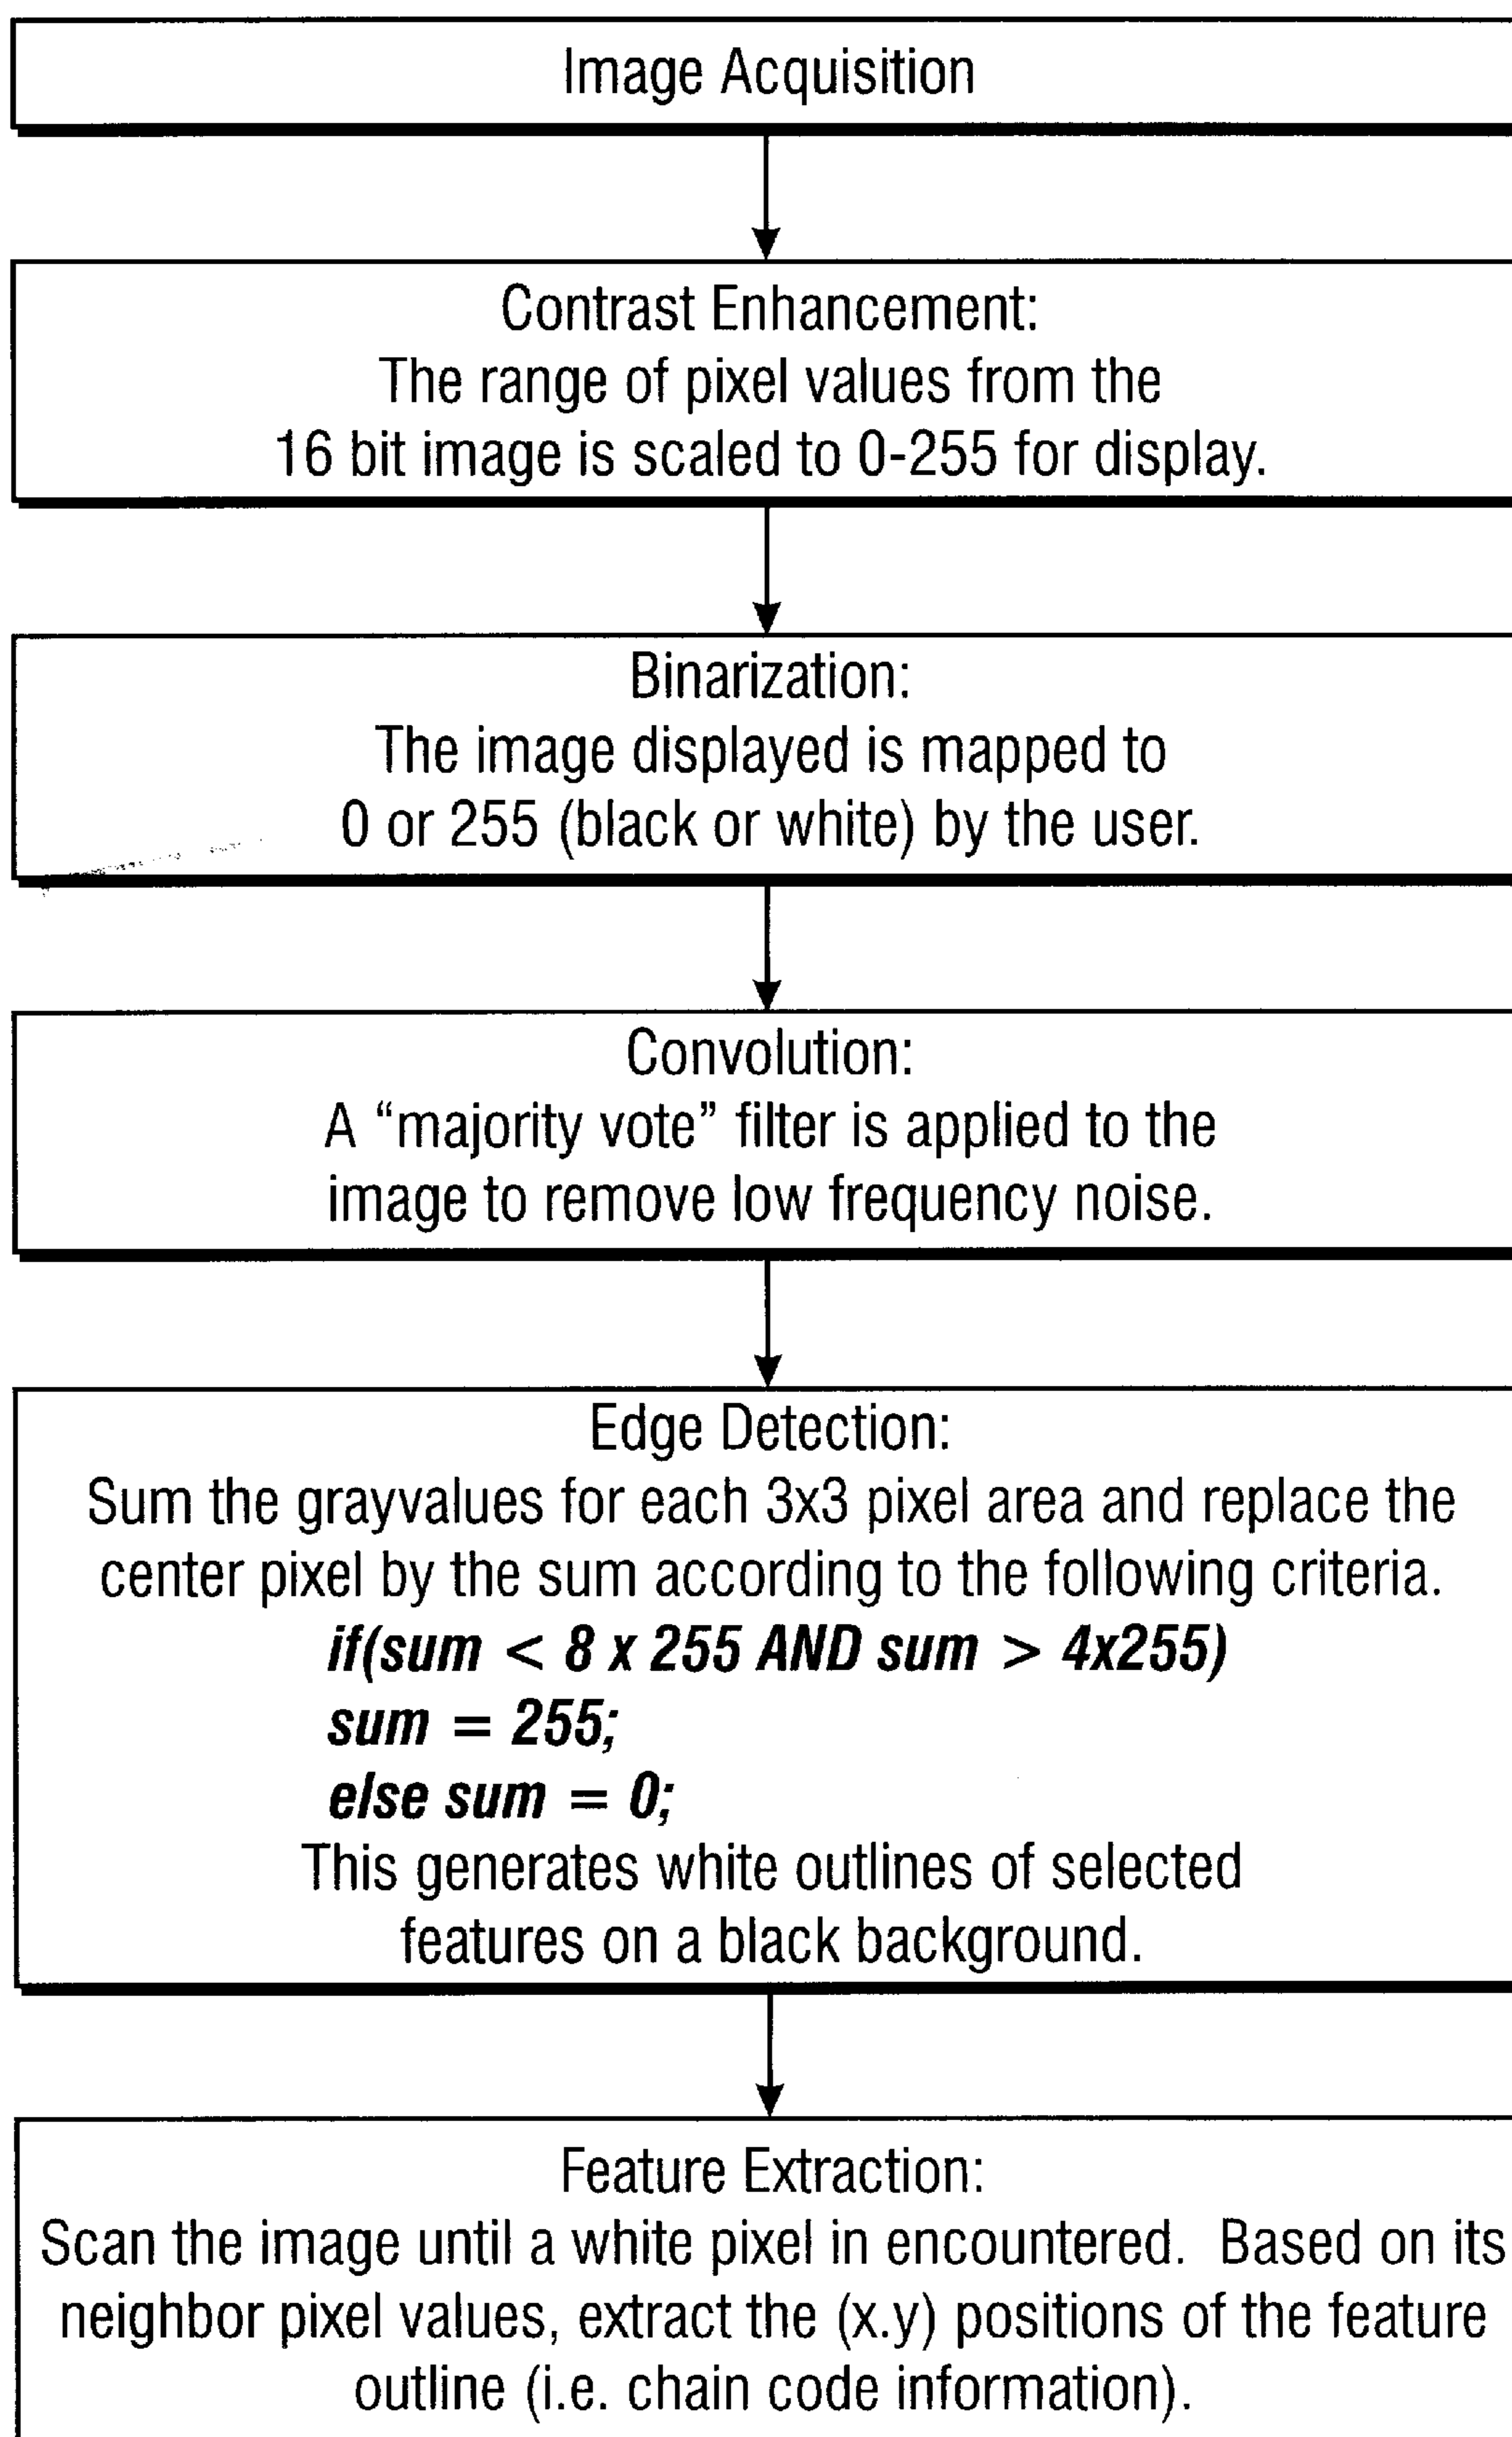 Image Acquisition
Contrast Enhancement:
The range of pixel values from the
16 bit image is scaled to 0-255 for display.
Binarization:
The image displayed is mapped to
0 or 255 (black or white) by the user.
Convolution:
A “majority vote” filter is applied to the
image to remove low frequency noise.
Edge Detection:
Sum the grayvalues for each 3x3 pixel area and replace the
center pixel by the sum according to the following criteria.
if(sum < 8 x 255 AND sum > 4x255)
sum = 255;
else sum = 0;
This generates white outlines of selected
features on a black background.
Feature Extraction:
Scan the image until a white pixel in encountered. Based on its
neighbor pixel values, extract the (x.y) positions of the feature
outline (i.e. chain code information).